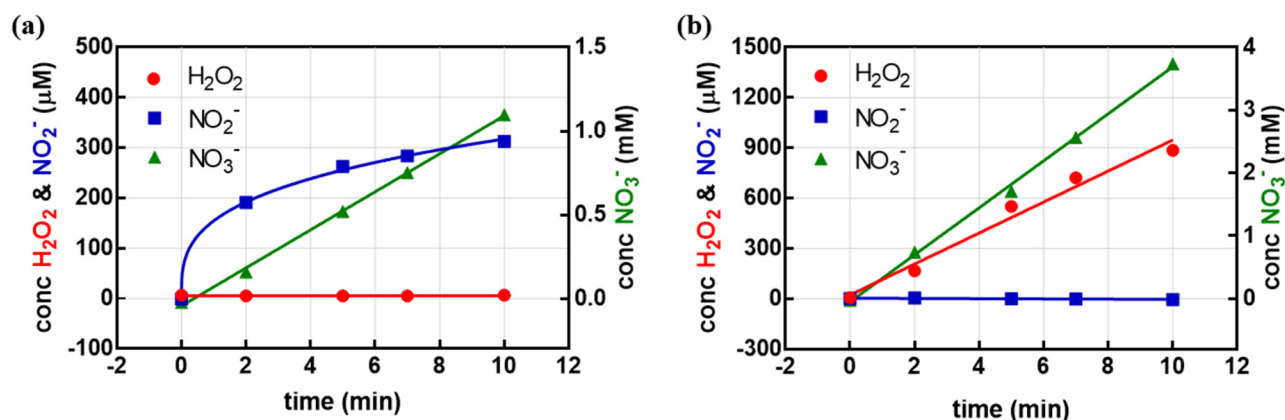 (a)
conc H₂O₂ & NO₂⁻ (μM)
500
400
300
200
100
0
-100
H₂O₂
NO₂⁻
NO₃⁻
1.5
1.0
0.5
0.0
conc NO₃⁻ (mM)
-2 0 2 4 6 8 10 12
time (min)
(b)
conc H₂O₂ & NO₂⁻ (μM)
1500
1200
900
600
300
0
-300
H₂O₂
NO₂⁻
NO₃⁻
4
3
2
1
0
conc NO₃⁻ (mM)
-2 0 2 4 6 8 10 12
time (min)